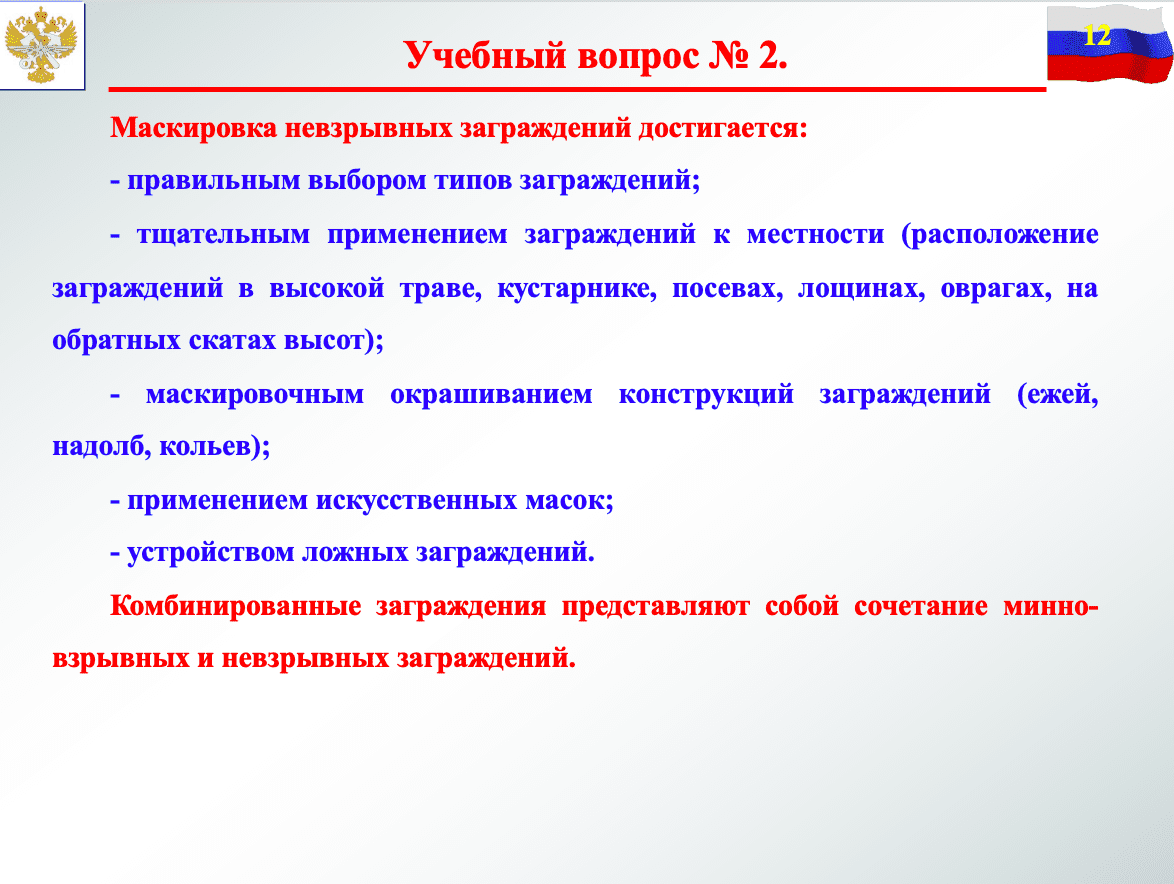 12
Учебный вопрос № 2.
Маскировка невзрывных заграждений достигается:
- правильным выбором типов заграждений;
- тщательным применением заграждений к местности (расположение
заграждений в высокой траве, кустарнике, посевах, лощинах, оврагах, на
обратных скатах высот);
- маскировочным окрашиванием конструкций заграждений (ежей,
надолб, кольев);
- применением искусственных масок;
- устройством ложных заграждений.
Комбинированные заграждения представляют собой сочетание минно-
взрывных и невзрывных заграждений.